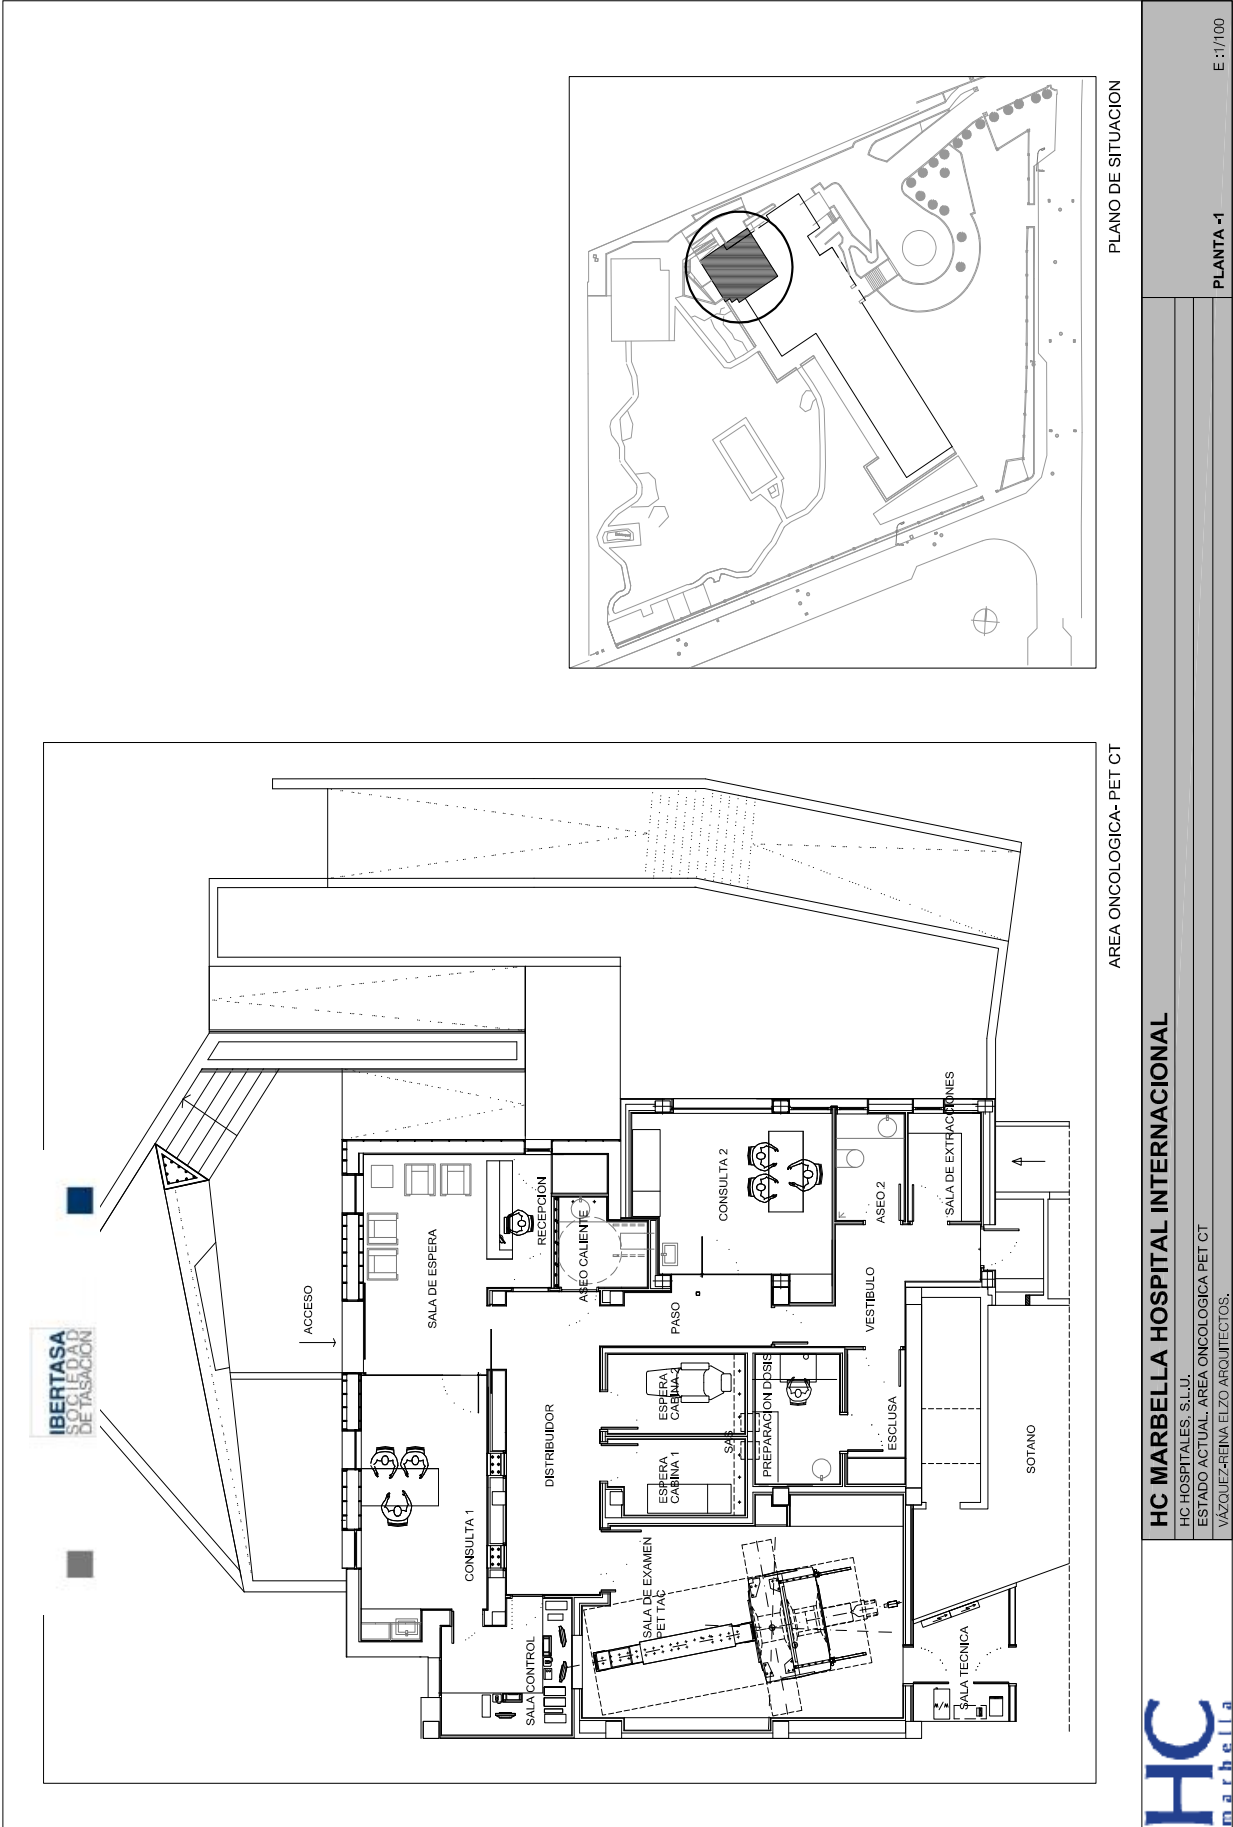 IBERTASA
SOCIEDAD
DE TASACIÓN
ACCESO
SALA DE ESPERA
RECEPCION
ASEO CALIENTE
CONSULTA 1
DISTRIBUIDOR
SALA CONTROL
SALA DE EXAMEN
PET TAC
ESPERA
CABINA 1
ESPERA
CABINA 2
SAS
PASO
CONSULTA 2
PREPARACION DOSIS
VESTIBULO
ASEO 2
ESCLUSA
SALA DE EXTRACCIONES
SALA TECNICA
SOTANO
AREA ONCOLOGICA- PET CT
PLANO DE SITUACION
HC
marbella
HC MARBELLA HOSPITAL INTERNACIONAL
HC HOSPITALES, S.L.U.
ESTADO ACTUAL. AREA ONCOLOGICA PET CT
VÁZQUEZ-REINA ELZO ARQUITECTOS.
PLANTA -1
E :1/100